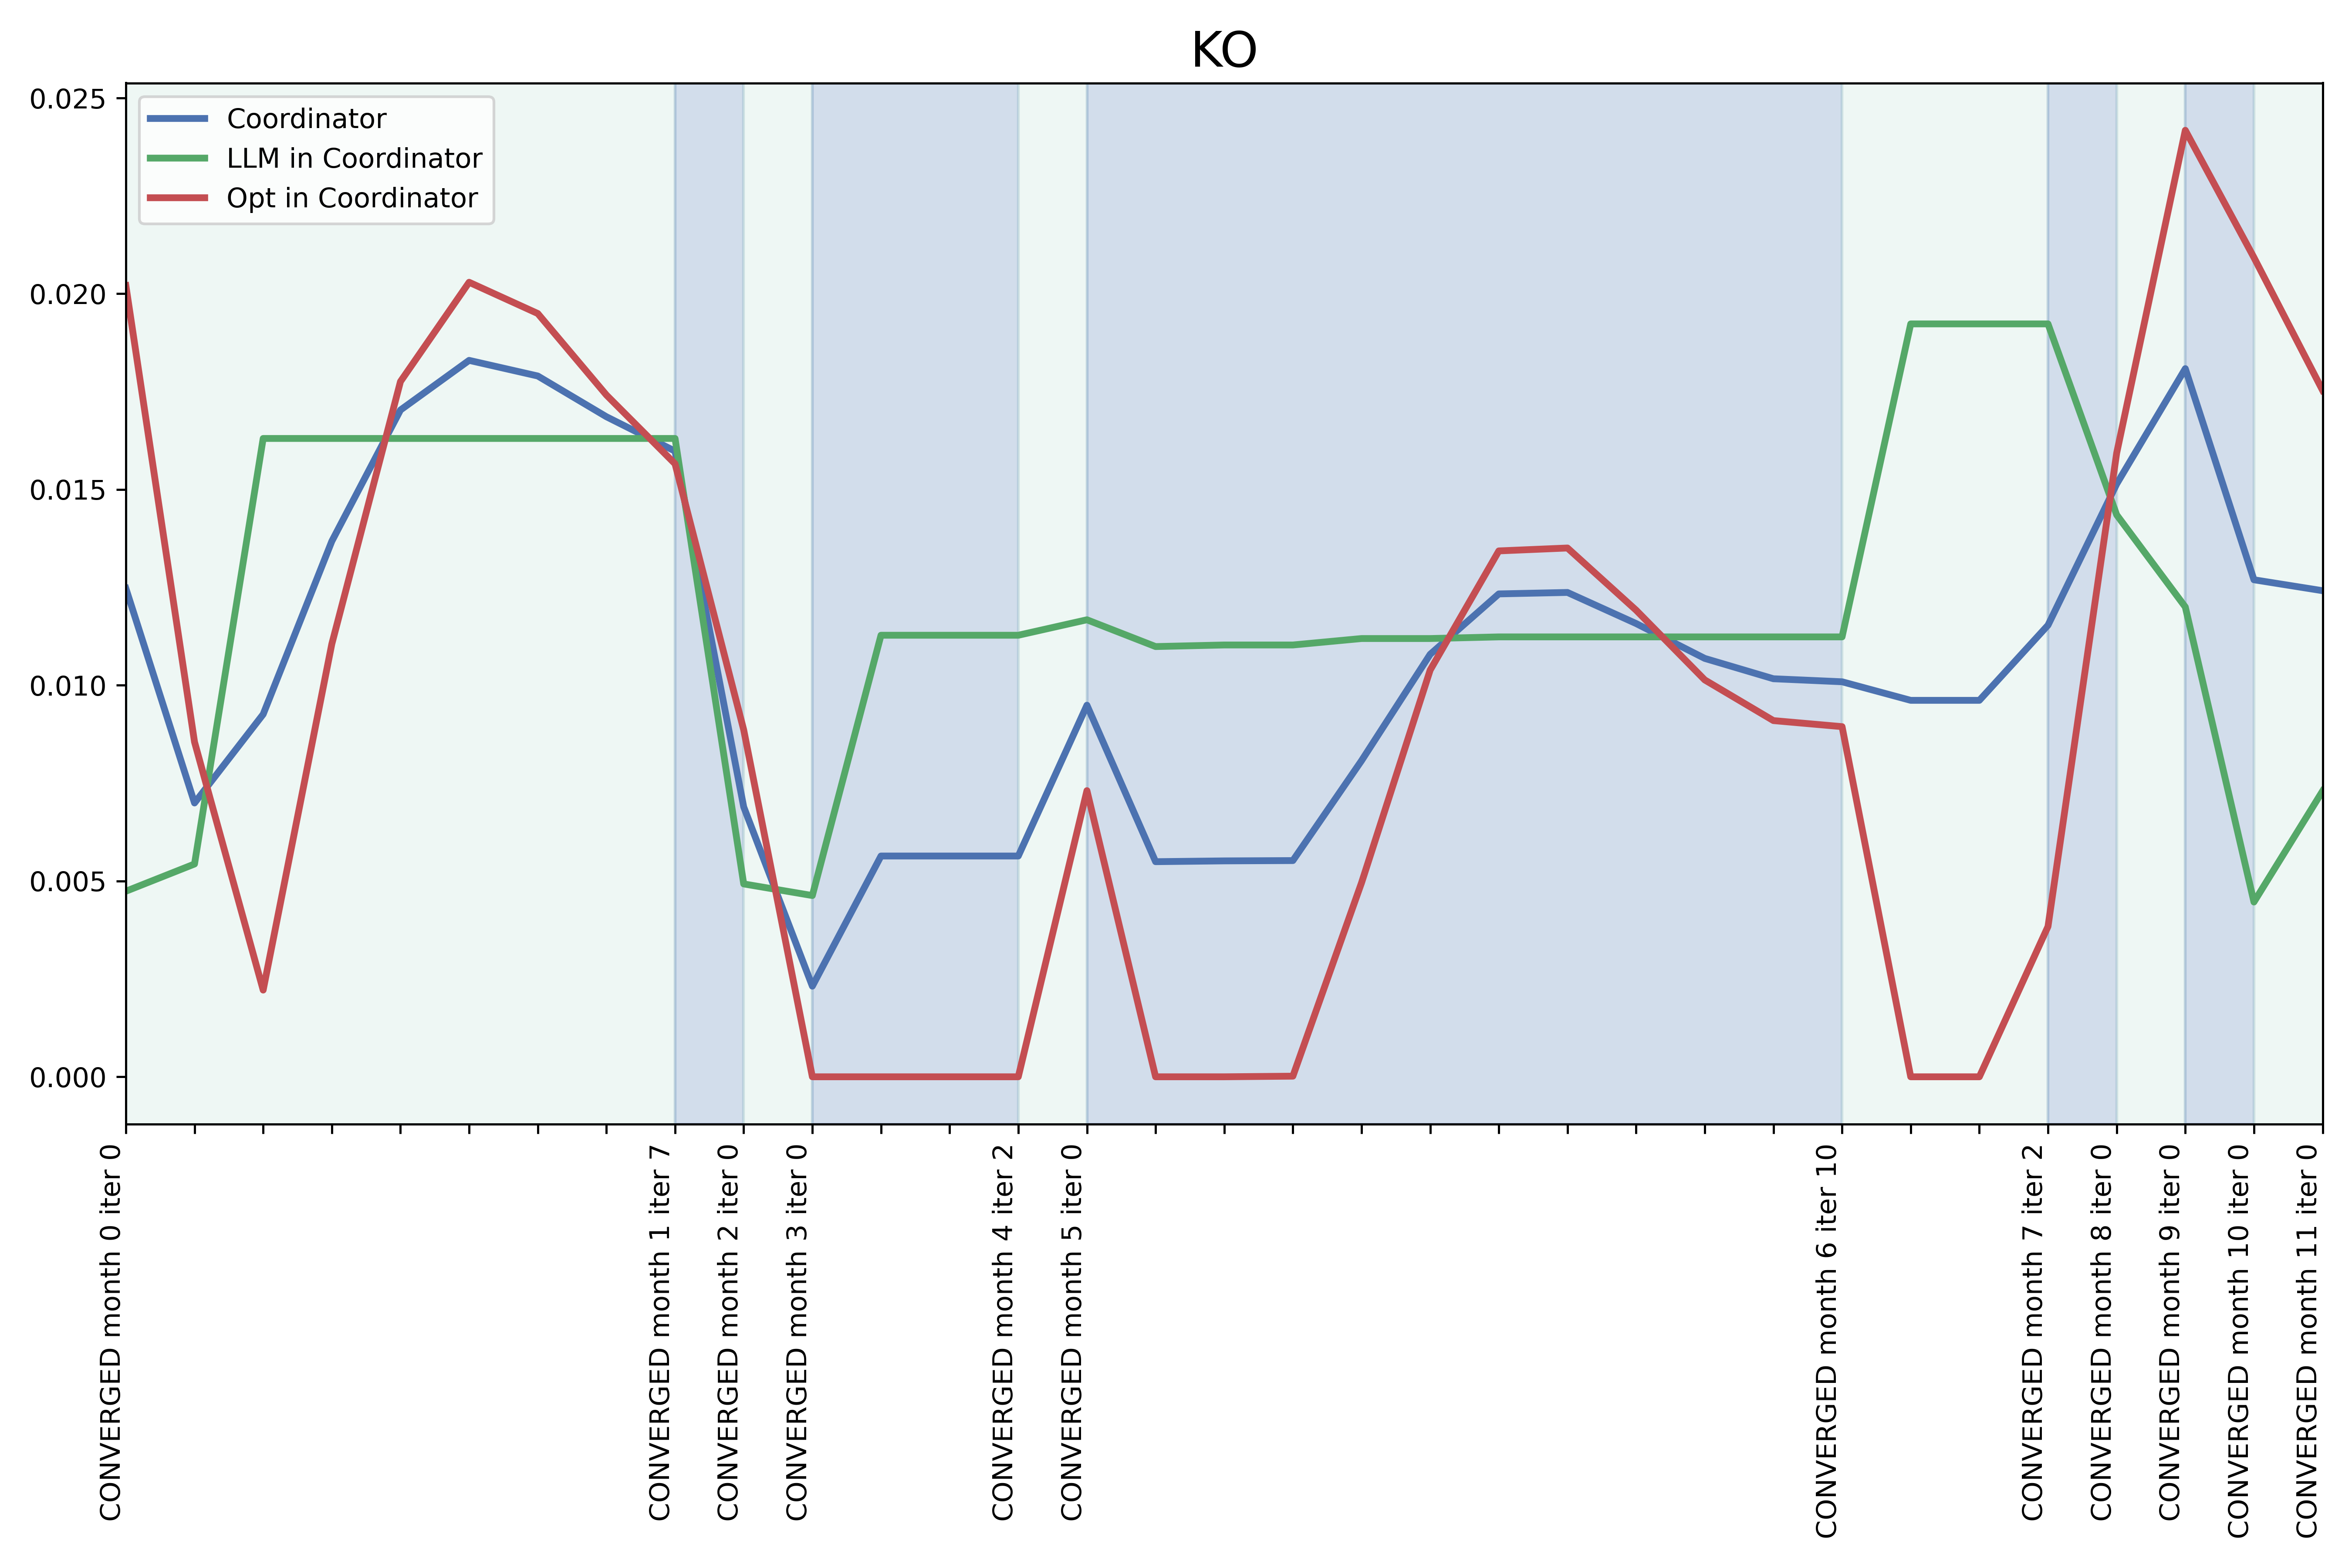 KO
0.025
0.020
0.015
0.010
0.005
0.000
Coordinator
LLM in Coordinator
Opt in Coordinator
CONVERGED month 0 iter 0
CONVERGED month 1 iter 7
CONVERGED month 2 iter 0
CONVERGED month 3 iter 0
CONVERGED month 4 iter 2
CONVERGED month 5 iter 0
CONVERGED month 6 iter 10
CONVERGED month 7 iter 2
CONVERGED month 8 iter 0
CONVERGED month 9 iter 0
CONVERGED month 10 iter 0
CONVERGED month 11 iter 0